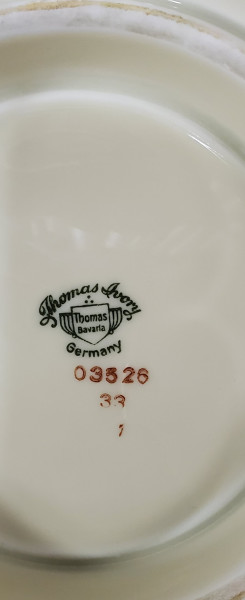 Thomas Ivory
Thomas
Bavaria
Germany
03526
33
1